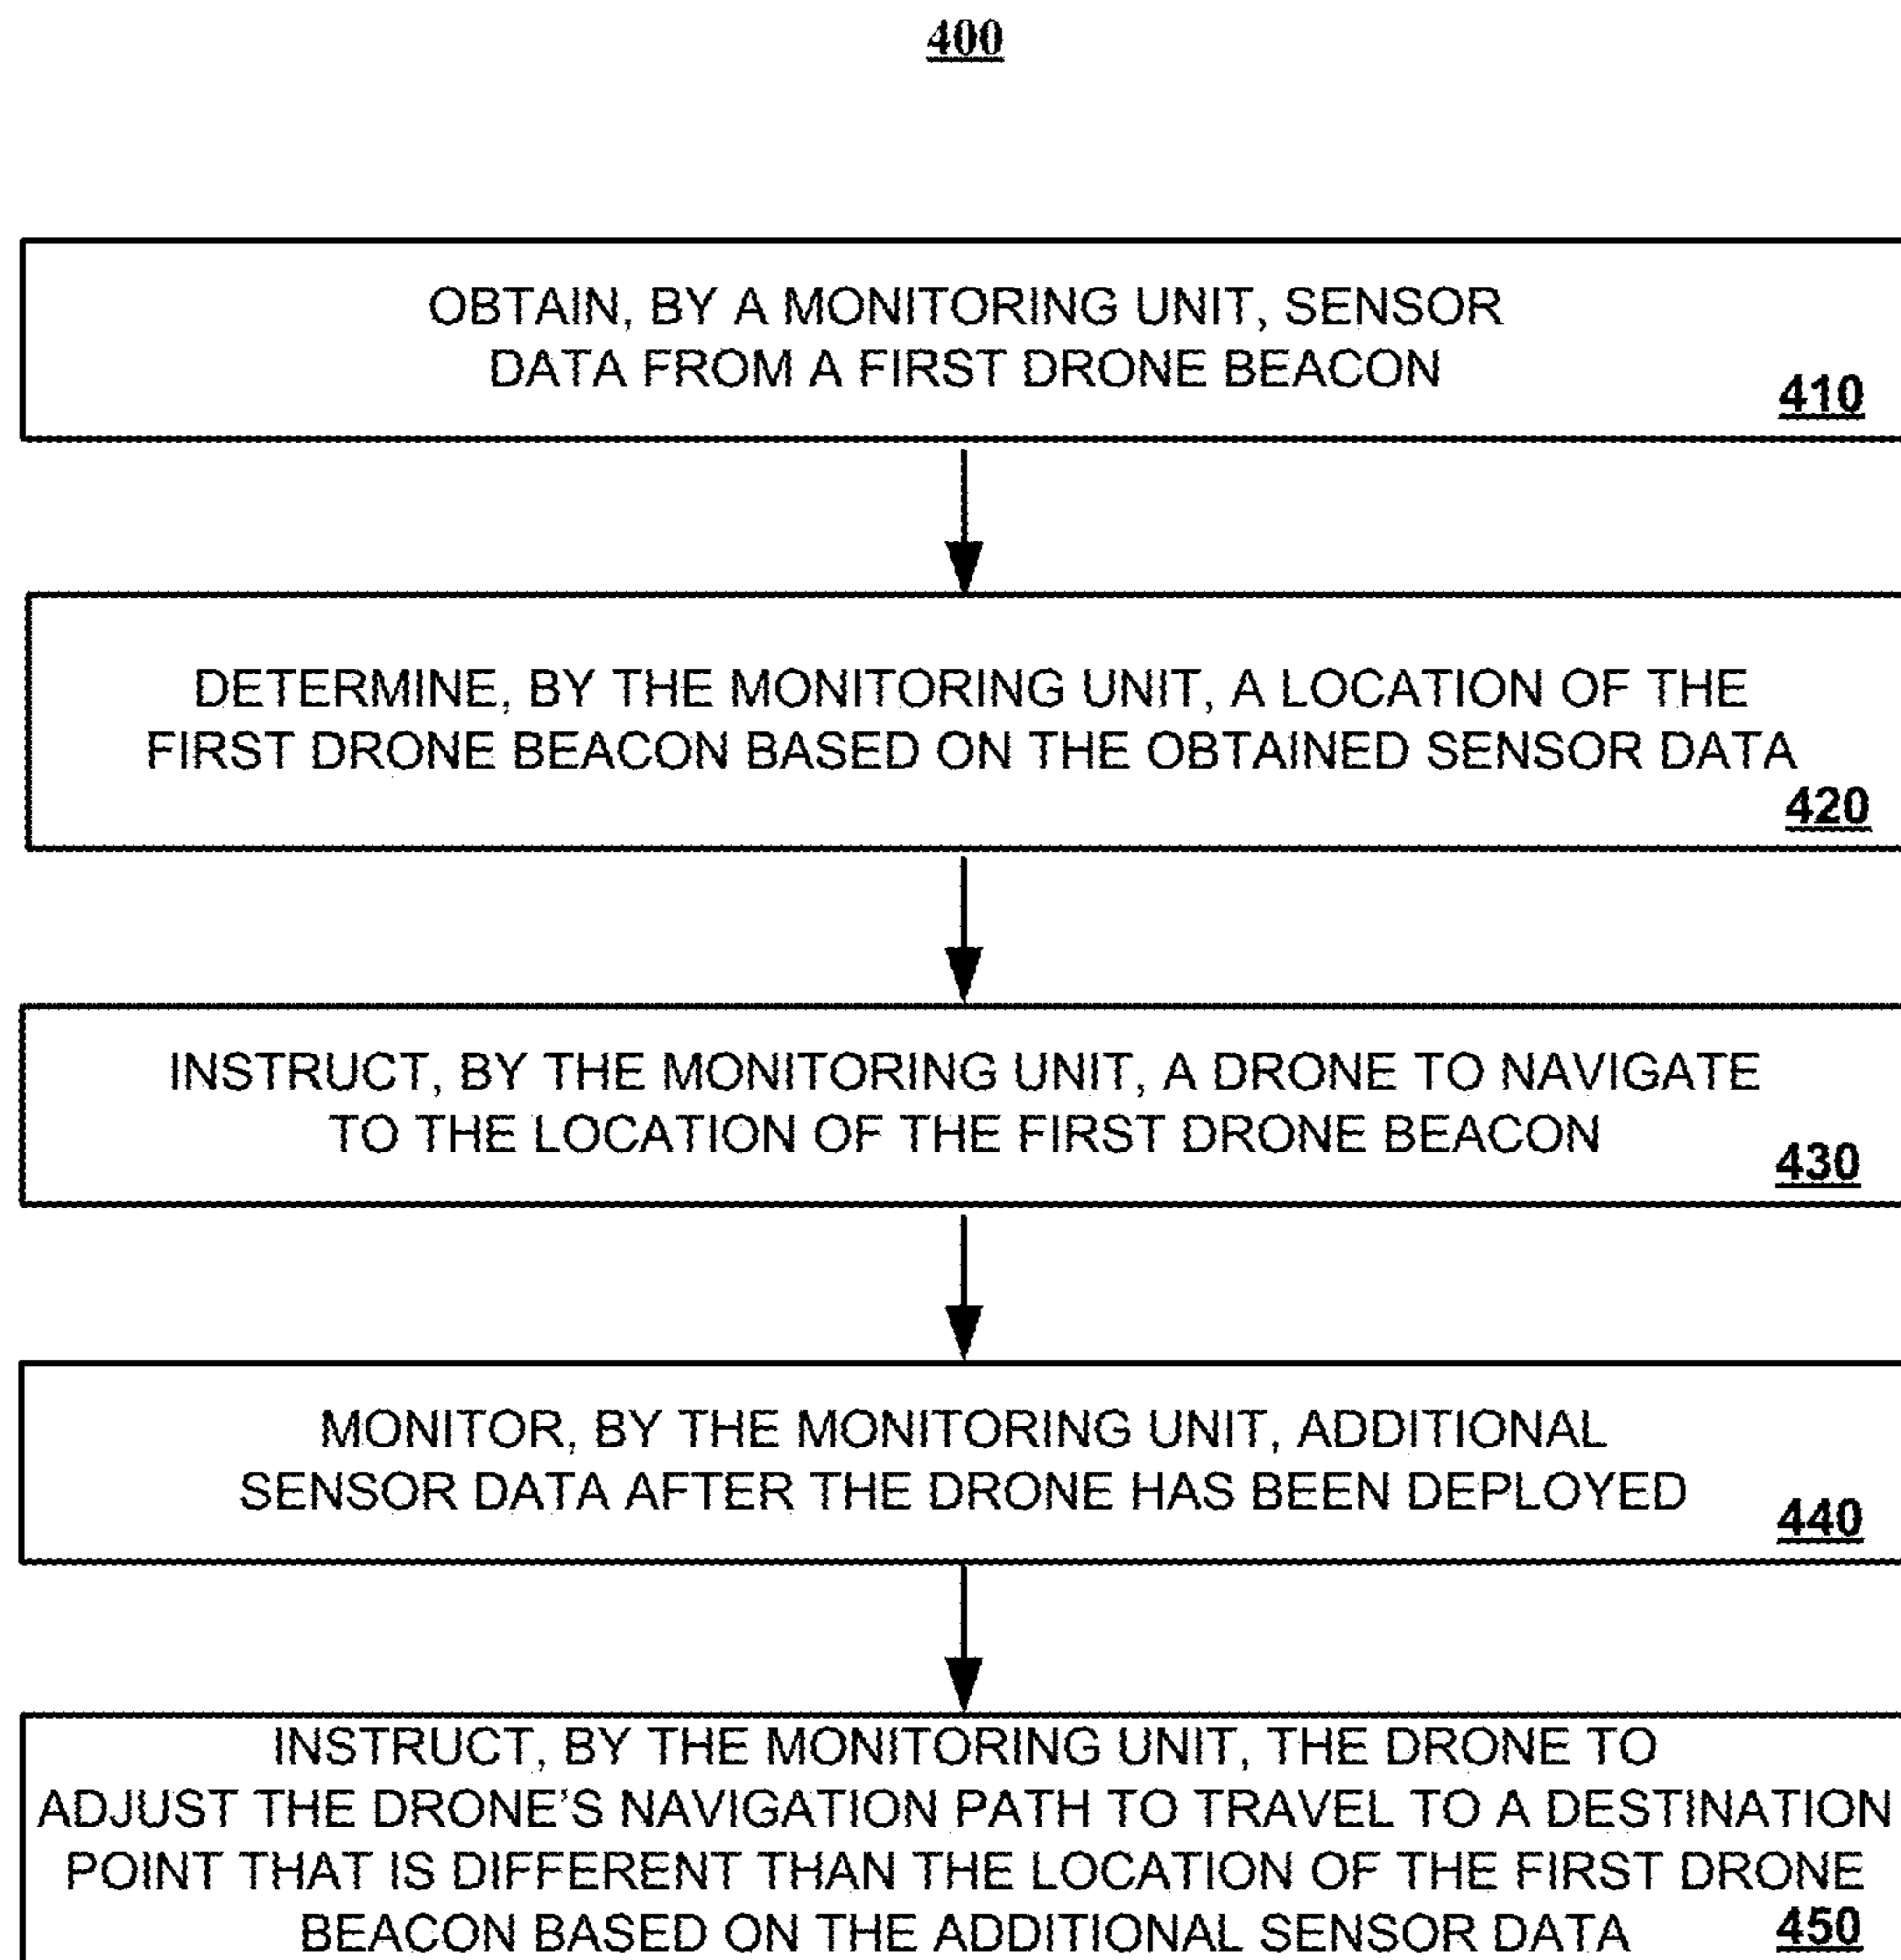 400
OBTAIN, BY A MONITORING UNIT, SENSOR
DATA FROM A FIRST DRONE BEACON
410
DETERMINE, BY THE MONITORING UNIT, A LOCATION OF THE
FIRST DRONE BEACON BASED ON THE OBTAINED SENSOR DATA
420
INSTRUCT, BY THE MONITORING UNIT, A DRONE TO NAVIGATE
TO THE LOCATION OF THE FIRST DRONE BEACON
430
MONITOR, BY THE MONITORING UNIT, ADDITIONAL
SENSOR DATA AFTER THE DRONE HAS BEEN DEPLOYED
440
INSTRUCT, BY THE MONITORING UNIT, THE DRONE TO
ADJUST THE DRONE'S NAVIGATION PATH TO TRAVEL TO A DESTINATION
POINT THAT IS DIFFERENT THAN THE LOCATION OF THE FIRST DRONE
BEACON BASED ON THE ADDITIONAL SENSOR DATA 450